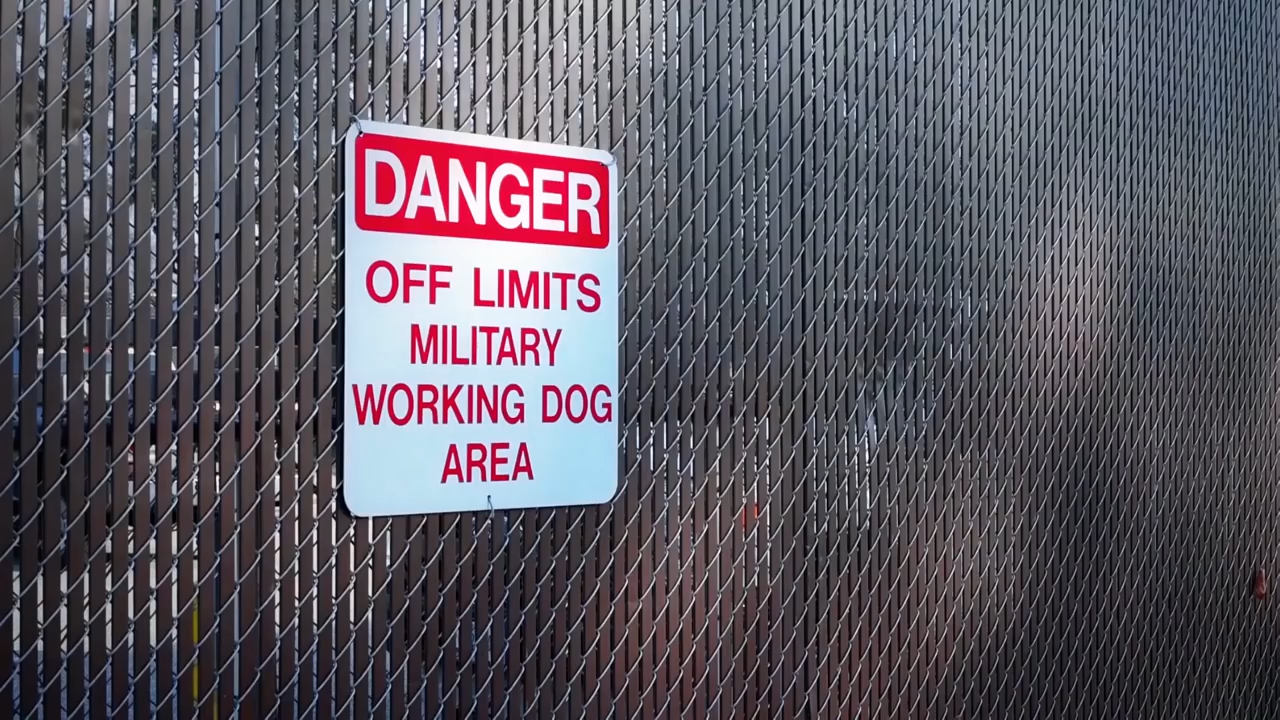 DANGER
OFF LIMITS
MILITARY
WORKING DOG
AREA